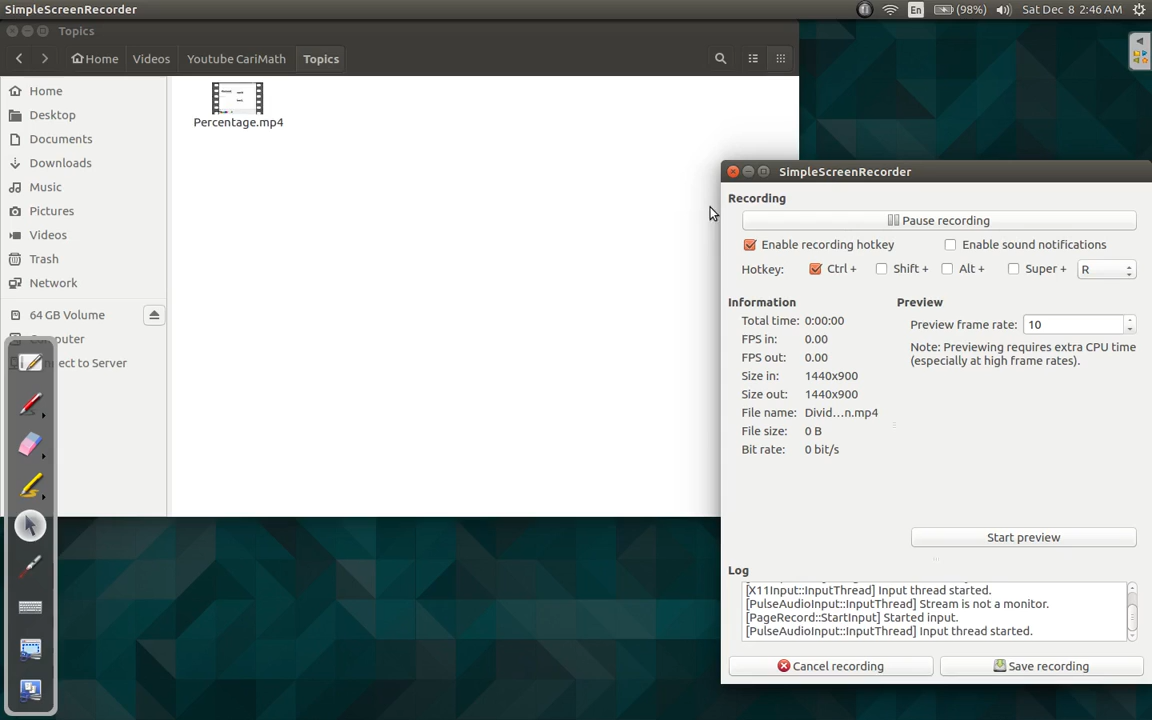 SimpleScreenRecorder
En (98%) Sat Dec 8 2:46 AM
Topics
Home Videos Youtube CariMath Topics
Home
Desktop
Documents
Downloads
Music
Pictures
Videos
Trash
Network
64 GB Volume
Computer
nect to Server
Percentage.mp4
SimpleScreenRecorder
Recording
Pause recording
Enable recording hotkey Enable sound notifications
Hotkey: Ctrl + Shift + Alt + Super + R
Information
Total time: 0:00:00
FPS in: 0.00
FPS out: 0.00
Size in: 1440x900
Size out: 1440x900
File name: Divid...n.mp4
File size: 0 B
Bit rate: 0 bit/s
Preview
Preview frame rate: 10
Note: Previewing requires extra CPU time
(especially at high frame rates).
Start preview
Log
[X11Input::InputThread] Input thread started.
[PulseAudioInput::InputThread] Stream is not a monitor.
[PageRecord::StartInput] Started input.
[PulseAudioInput::InputThread] Input thread started.
Cancel recording Save recording